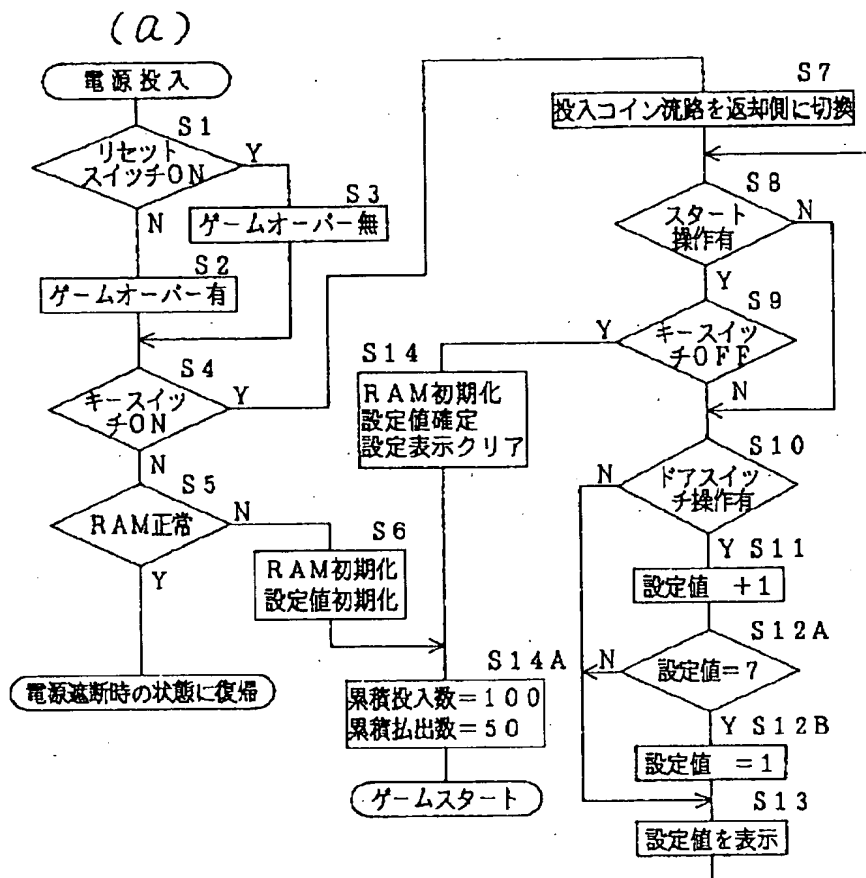 (a)
電源投入
S1
リセット
スイッチON
Y
N
S3
ゲームオーバー無
S2
ゲームオーバー有
S4
キースイッ
チON
Y
N
S5
RAM正常
N
Y
S6
RAM初期化
設定値初期化
電源遮断時の状態に復帰
S14
RAM初期化
設定値確定
設定表示クリア
S14A
累積投入数=100
累積払出数=50
ゲームスタート
S7
投入コイン流路を返却側に切換
S8
スタート
操作有
N
Y
S9
キースイッ
チOFF
Y
N
S10
ドアスイッ
チ操作有
N
Y S11
設定値 +1
S12A
設定値=7
N
Y S12B
設定値 =1
S13
設定値を表示